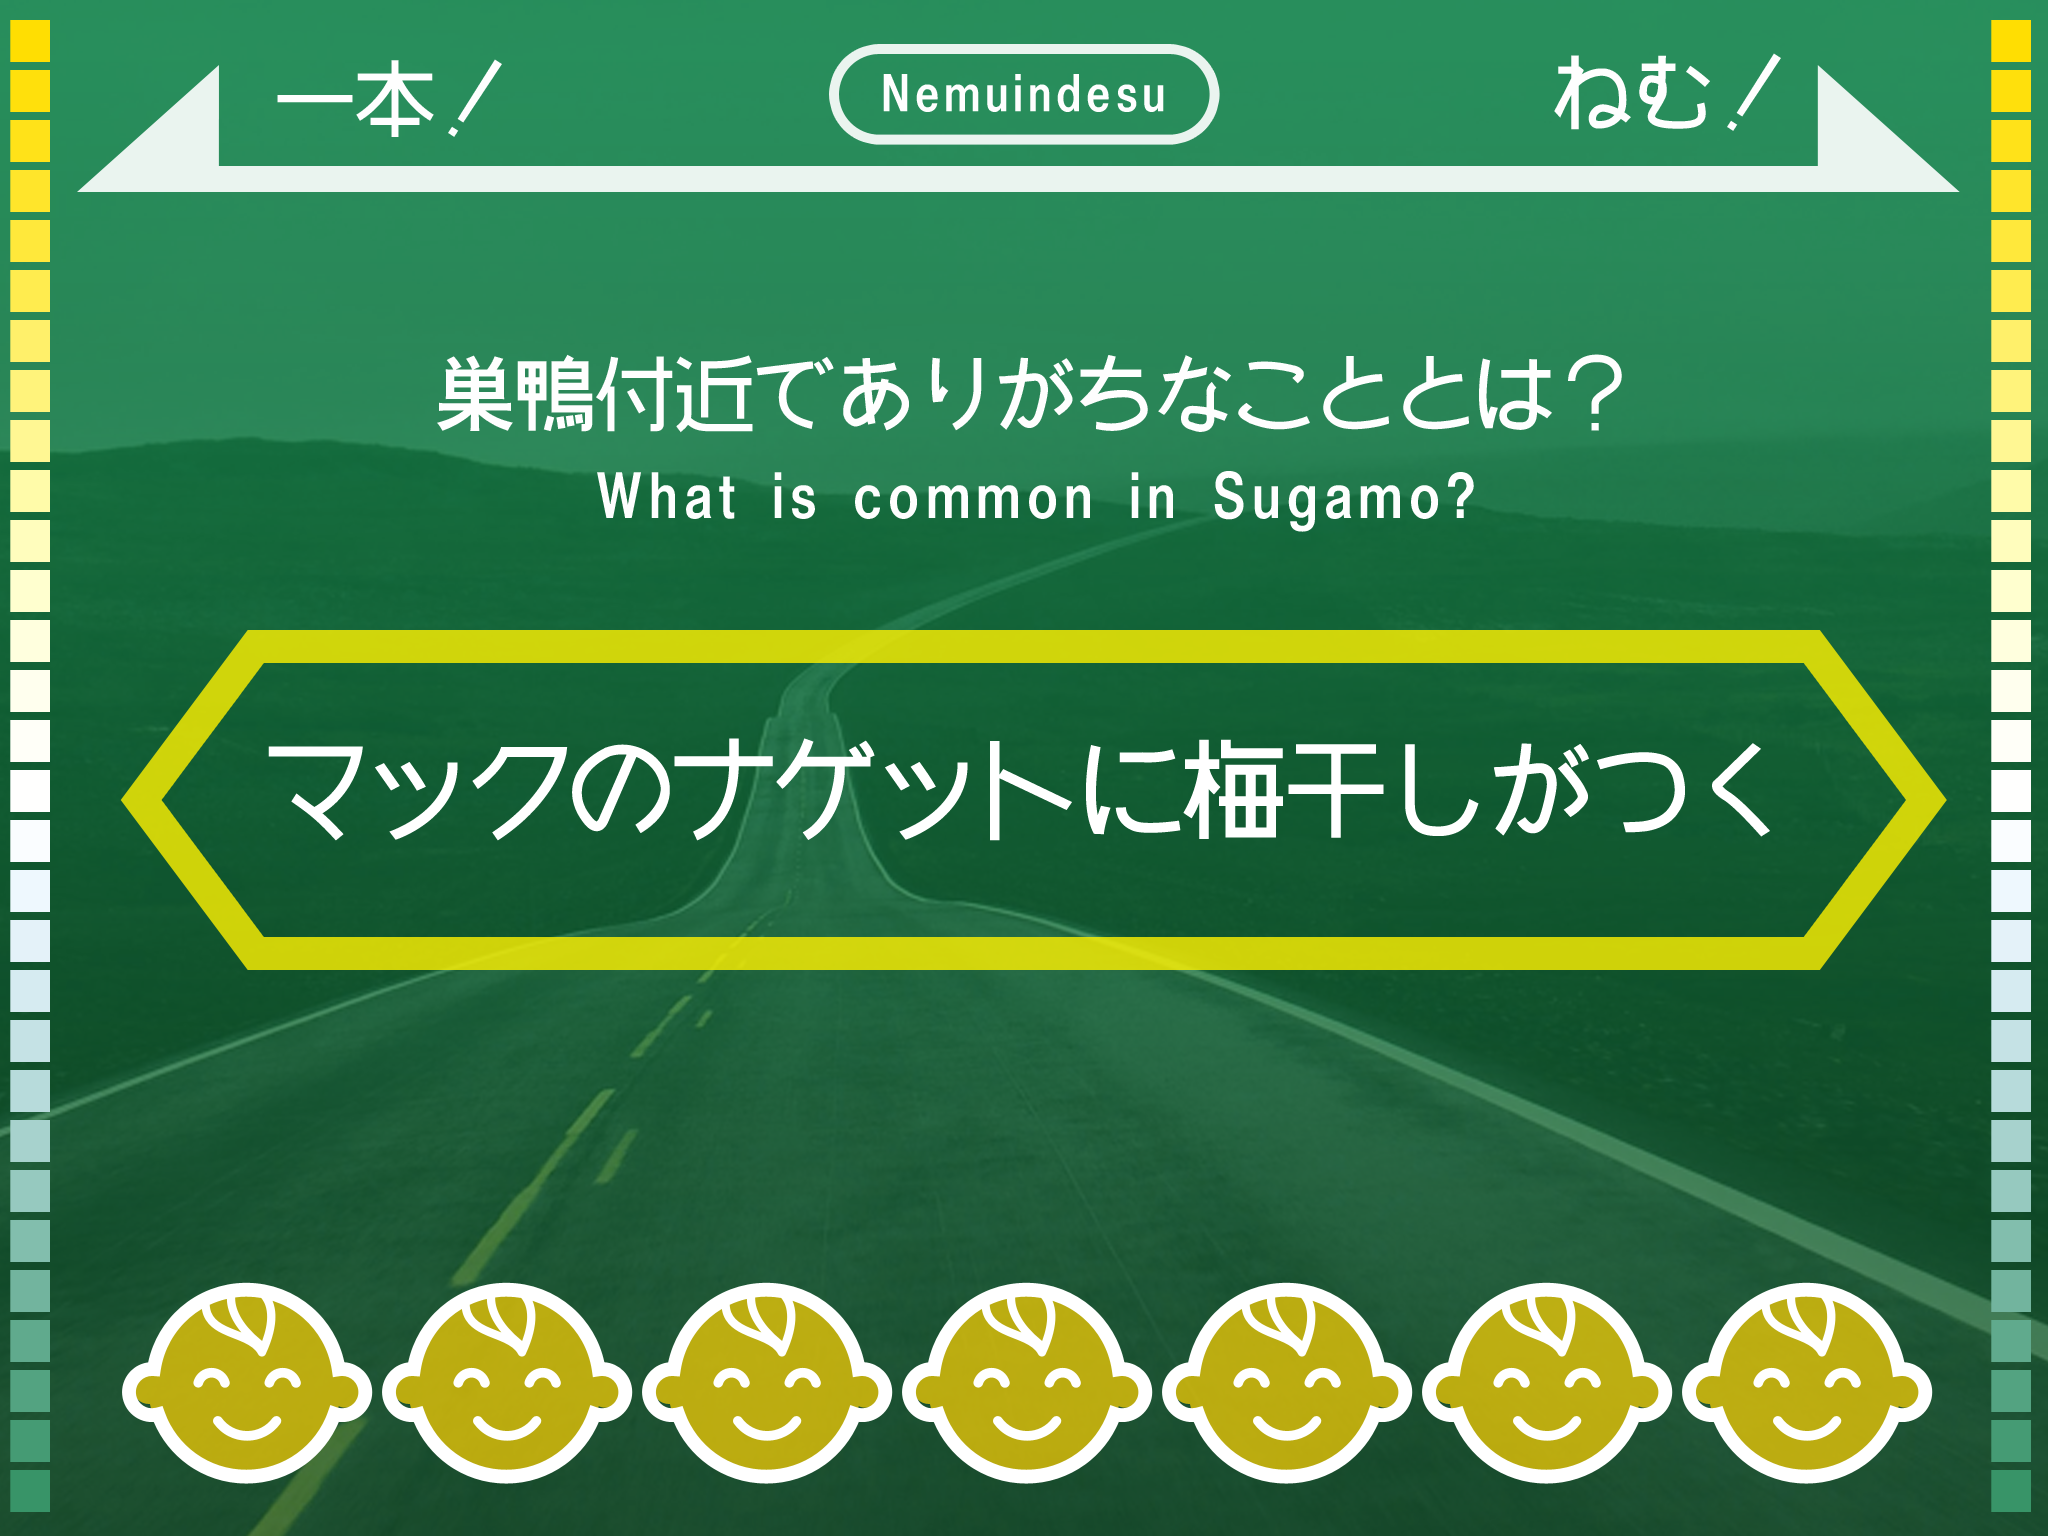 一本！
Nemuindesu
ねむ！
巣鴨付近でありがちなこととは？
What is common in Sugamo?
マックのナゲットに梅干しがつく